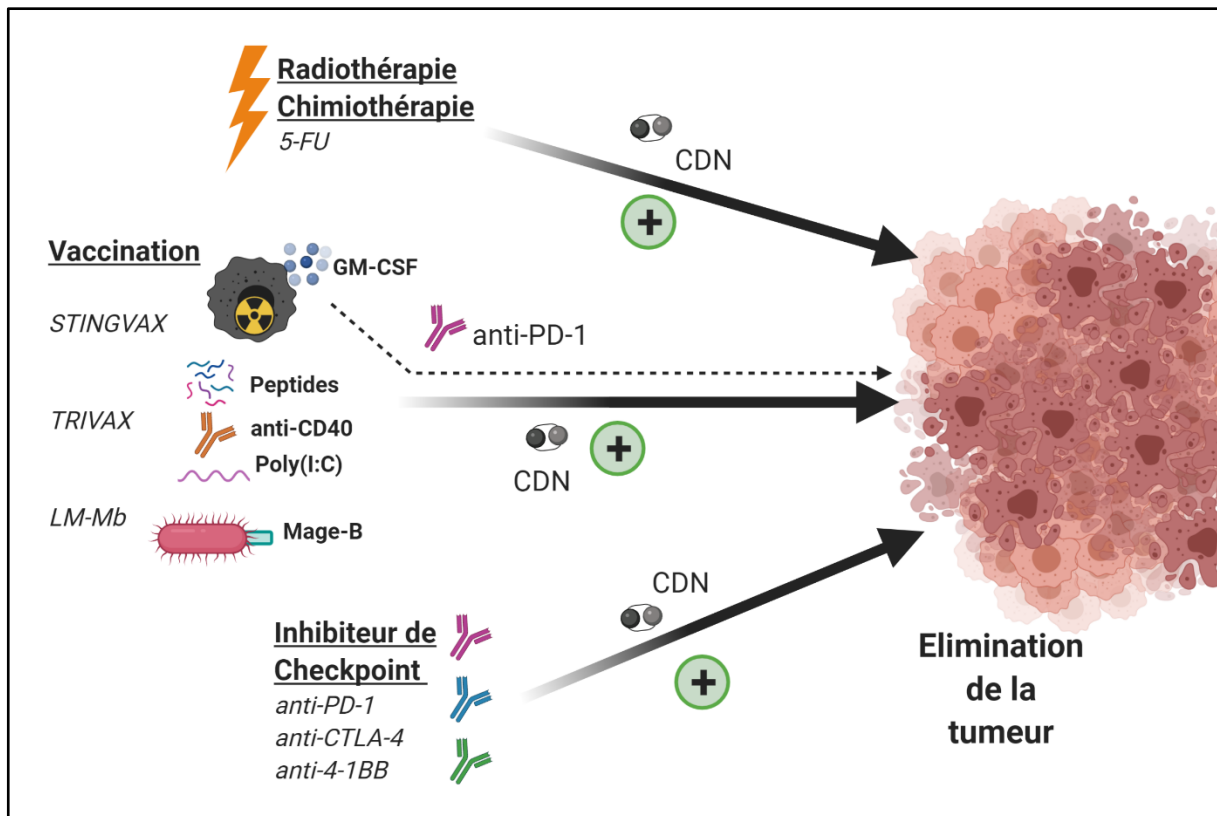 Radiothérapie
Chimiothérapie
5-FU
CDN
+
Vaccination
GM-CSF
STINGVAX
anti-PD-1
Peptides
TRIVAX
anti-CD40
Poly(I:C)
CDN
+
LM-Mb
Mage-B
CDN
+
Inhibiteur de
Checkpoint
anti-PD-1
anti-CTLA-4
anti-4-1BB
Elimination
de la
tumeur